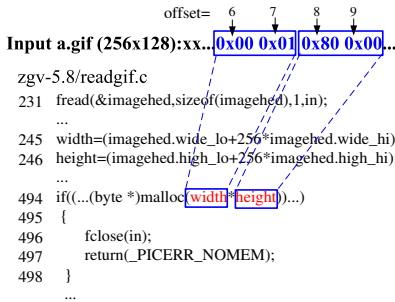 offset= 6 7 8 9
Input a.gif (256x128):xx...0x00 0x01 0x80 0x00...
zgv-5.8/readgif.c
231 fread(&imagehed,sizeof(imagehed),1,in);
...
245 width=(imagehed.wide_lo+256*imagehed.wide_hi)
246 height=(imagehed.high_lo+256*imagehed.high_hi)
...
494 if((...(byte *)malloc(width*height))...)
495 {
496 fclose(in);
497 return(_PICERR_NOMEM);
498 }
...